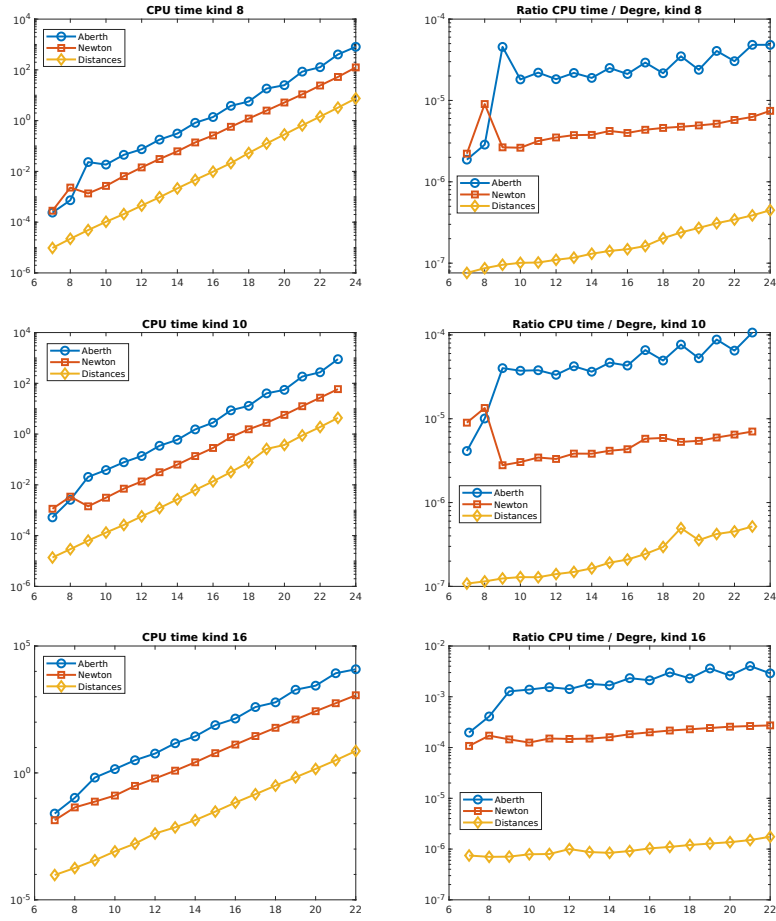 CPU time kind 8
10^4
10^2
10^0
10^-2
10^-4
10^-6
Aberth
Newton
Distances
6 8 10 12 14 16 18 20 22 24
Ratio CPU time / Degre, kind 8
10^-4
10^-5
10^-6
10^-7
Aberth
Newton
Distances
6 8 10 12 14 16 18 20 22 24
CPU time kind 10
10^4
10^2
10^0
10^-2
10^-4
10^-6
Aberth
Newton
Distances
6 8 10 12 14 16 18 20 22 24
Ratio CPU time / Degre, kind 10
10^-4
10^-5
10^-6
10^-7
Aberth
Newton
Distances
6 8 10 12 14 16 18 20 22 24
CPU time kind 16
10^5
10^0
10^-5
Aberth
Newton
Distances
6 8 10 12 14 16 18 20 22
Ratio CPU time / Degre, kind 16
10^-2
10^-3
10^-4
10^-5
10^-6
10^-7
Aberth
Newton
Distances
6 8 10 12 14 16 18 20 22